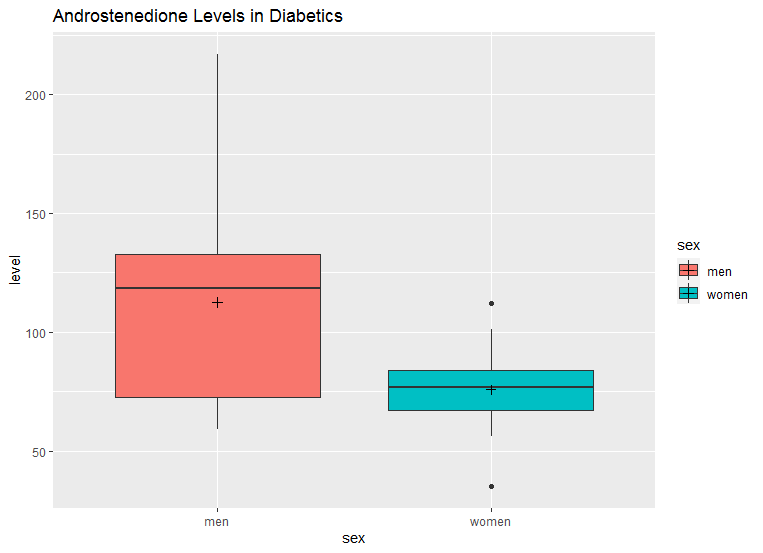 Androstenedione Levels in Diabetics
200
150
100
50
level
men
women
sex
sex
men
women